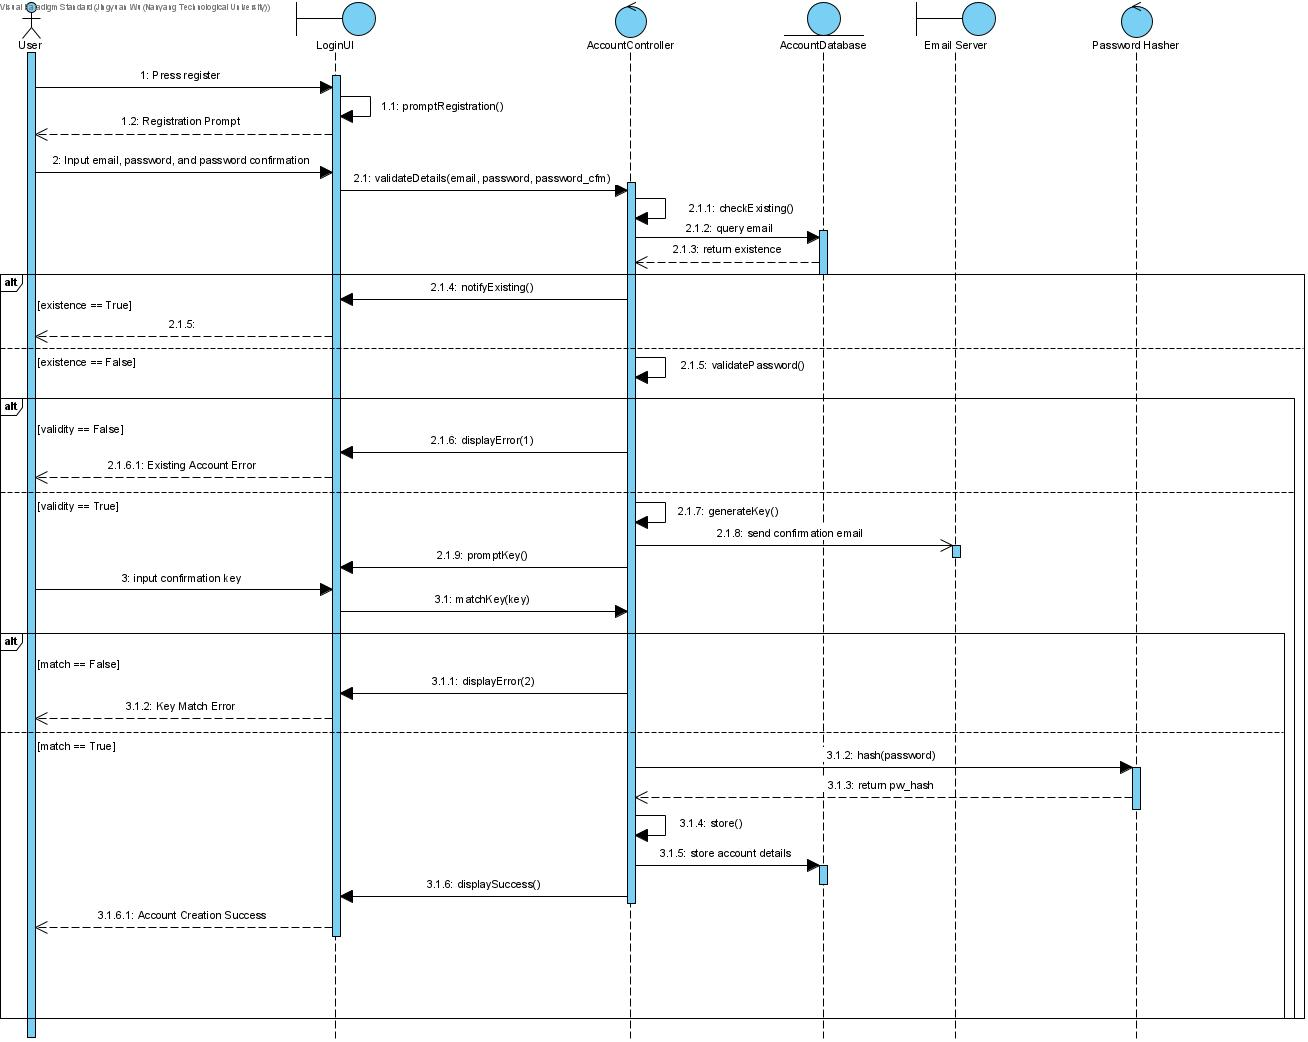 Visual Paradigm Standard(Jingyuan Wu (Nanyang Technological University))
User
LoginUI
AccountController
AccountDatabase
Email Server
Password Hasher
1: Press register
1.1: promptRegistration()
1.2: Registration Prompt
2: Input email, password, and password confirmation
2.1: validateDetails(email, password, password_cfm)
2.1.1: checkExisting()
2.1.2: query email
2.1.3: return existence
alt
2.1.4: notifyExisting()
[existence == True]
2.1.5:
[existence == False]
2.1.5: validatePassword()
alt
[validity == False]
2.1.6: displayError(1)
2.1.6.1: Existing Account Error
[validity == True]
2.1.7: generateKey()
2.1.8: send confirmation email
2.1.9: promptKey()
3: input confirmation key
3.1: matchKey(key)
alt
[match == False]
3.1.1: displayError(2)
3.1.2: Key Match Error
[match == True]
3.1.2: hash(password)
3.1.3: return pw_hash
3.1.4: store()
3.1.5: store account details
3.1.6: displaySuccess()
3.1.6.1: Account Creation Success